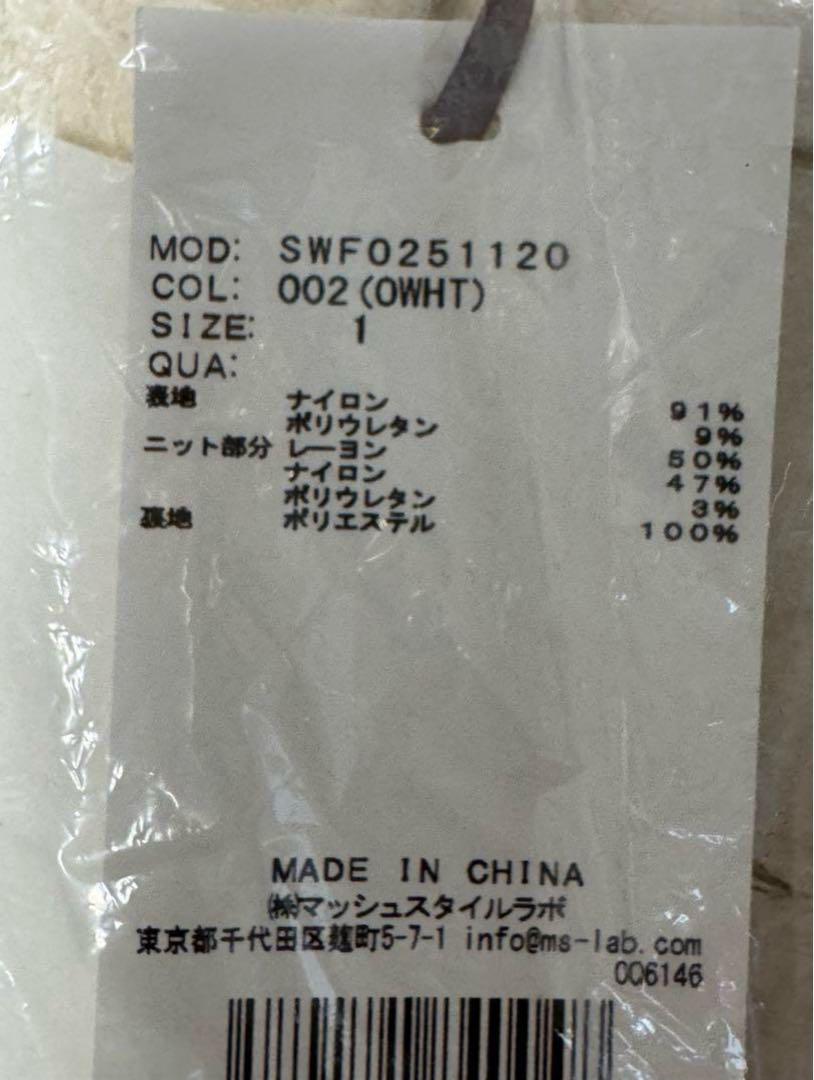 MOD: SWF0251120
COL: 002(OWHT)
SIZE: 1
QUA:
表地 ナイロン 91%
ポリウレタン 9%
ニット部分 レーヨン 50%
ナイロン 47%
ポリウレタン 3%
裏地 ポリエステル 100%
MADE IN CHINA
㈱マッシュスタイルラボ
東京都千代田区麹町5-7-1 info@ms-lab.com
006146